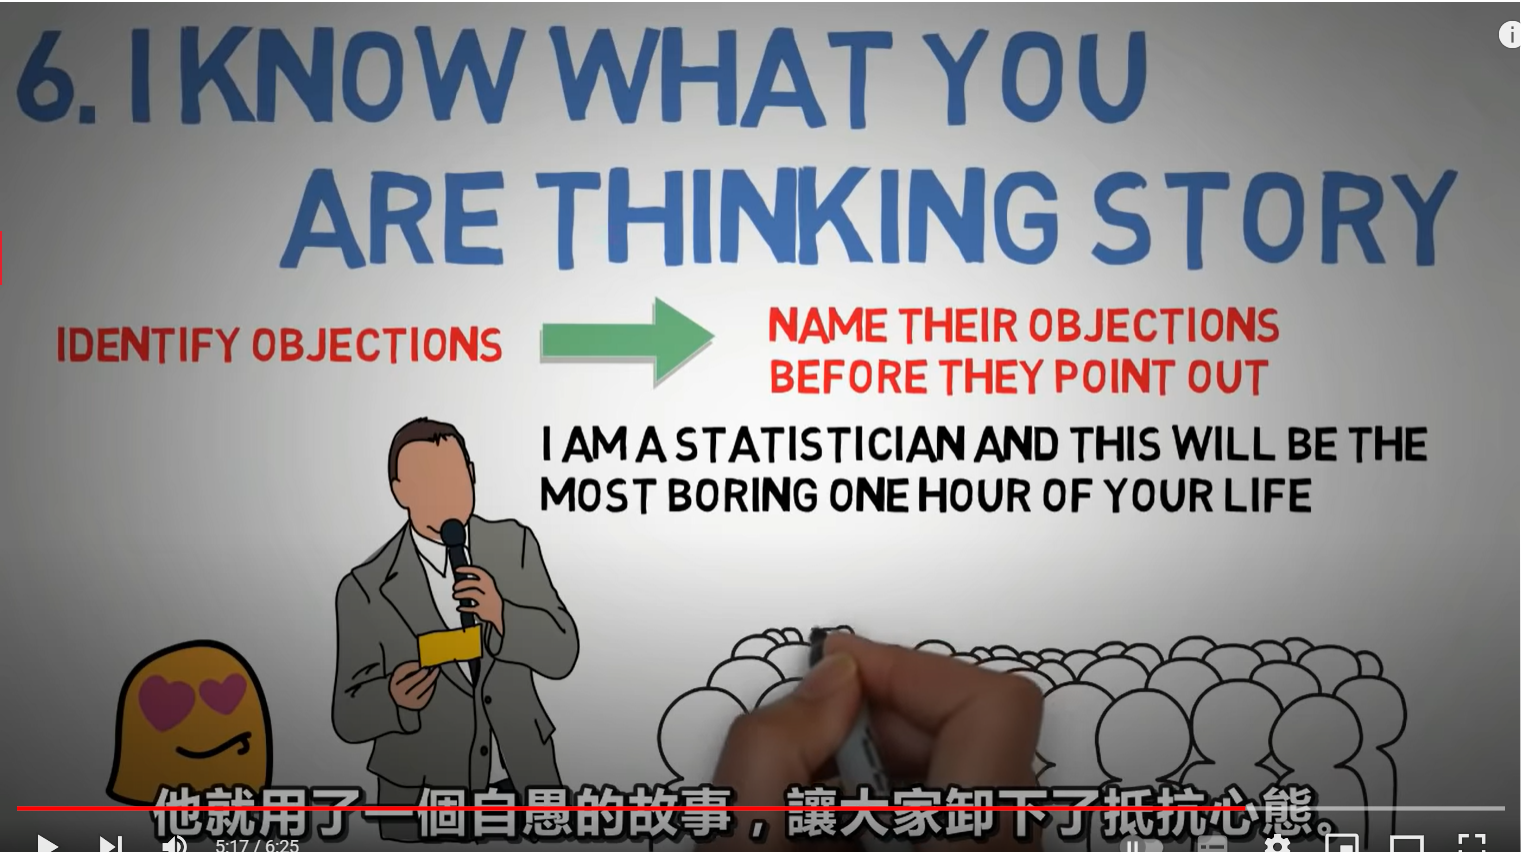 6. I KNOW WHAT YOU
ARE THINKING STORY
IDENTIFY OBJECTIONS
NAME THEIR OBJECTIONS
BEFORE THEY POINT OUT
I AM A STATISTICIAN AND THIS WILL BE THE
MOST BORING ONE HOUR OF YOUR LIFE
他就用了一個自愚的故事，讓大家卸下了抵抗心態。
5:17 / 6:25